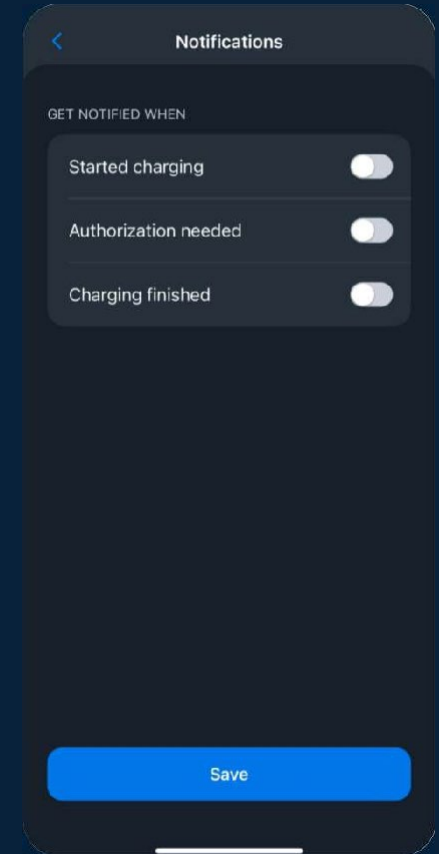 Notifications
GET NOTIFIED WHEN
Started charging
Authorization needed
Charging finished
Save